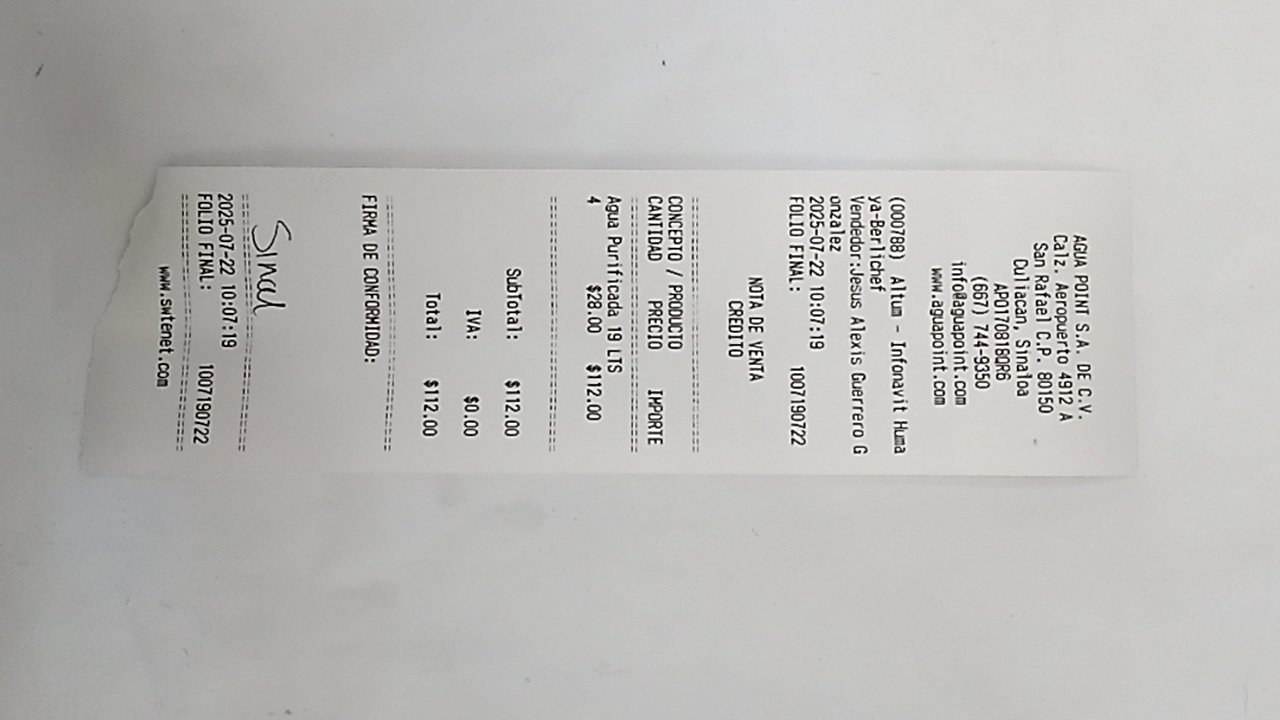 AGUA POINT S.A. DE C.V.
Calz. Aeropuerto 4912 A
San Rafael C.P. 80150
Culiacan, Sinaloa
APO170818QR6
(667) 744-9350
info@aguapoint.com
www.aguapoint.com
(000788) Altum - Infonavit Huma
ya-Berlichef
Vendedor:Jesus Alexis Guerrero G
onzalez
2025-07-22 10:07:19
FOLIO FINAL: 1007190722
NOTA DE VENTA
CREDITO
================================
CONCEPTO / PRODUCTO
CANTIDAD PRECIO IMPORTE
================================
Agua Purificada 19 LTS
4 $28.00 $112.00
================================
SubTotal: $112.00
IVA: $0.00
Total: $112.00
================================
FIRMA DE CONFORMIDAD:
Sinal
================================
2025-07-22 10:07:19
FOLIO FINAL: 1007190722
================================
www.swtenet.com